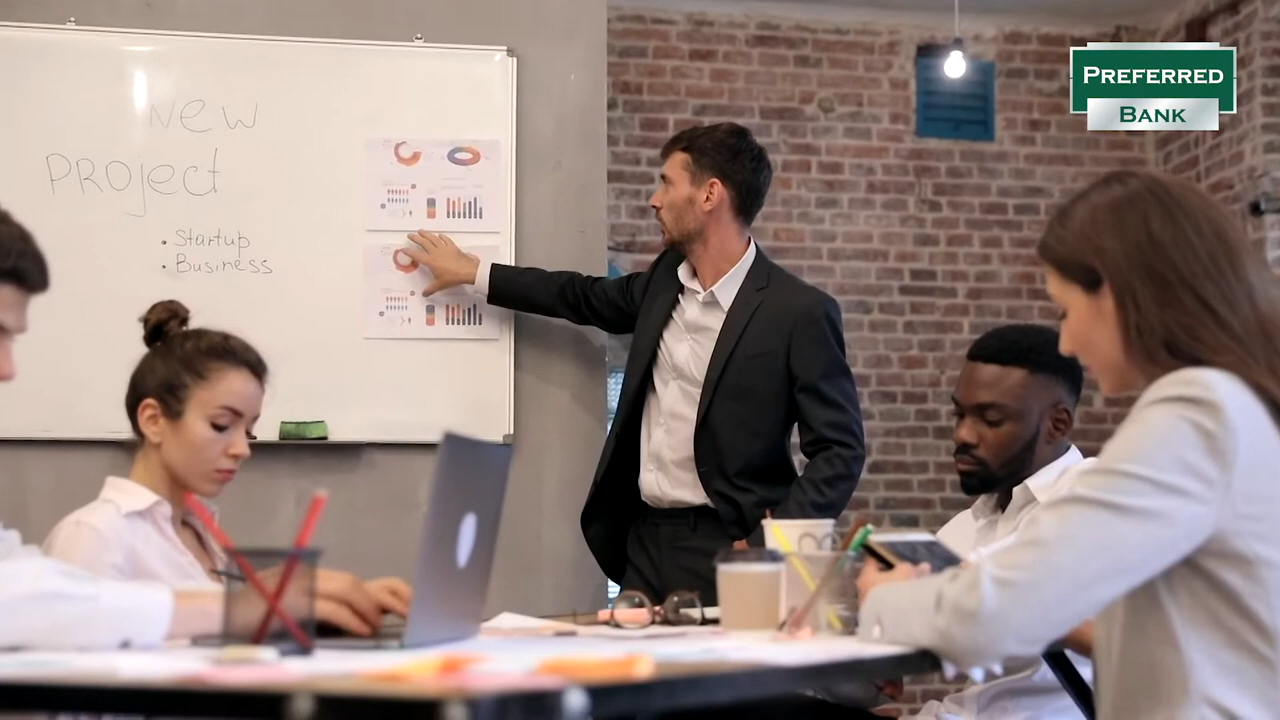 New
Project
• Startup
• Business
PREFERRED
BANK